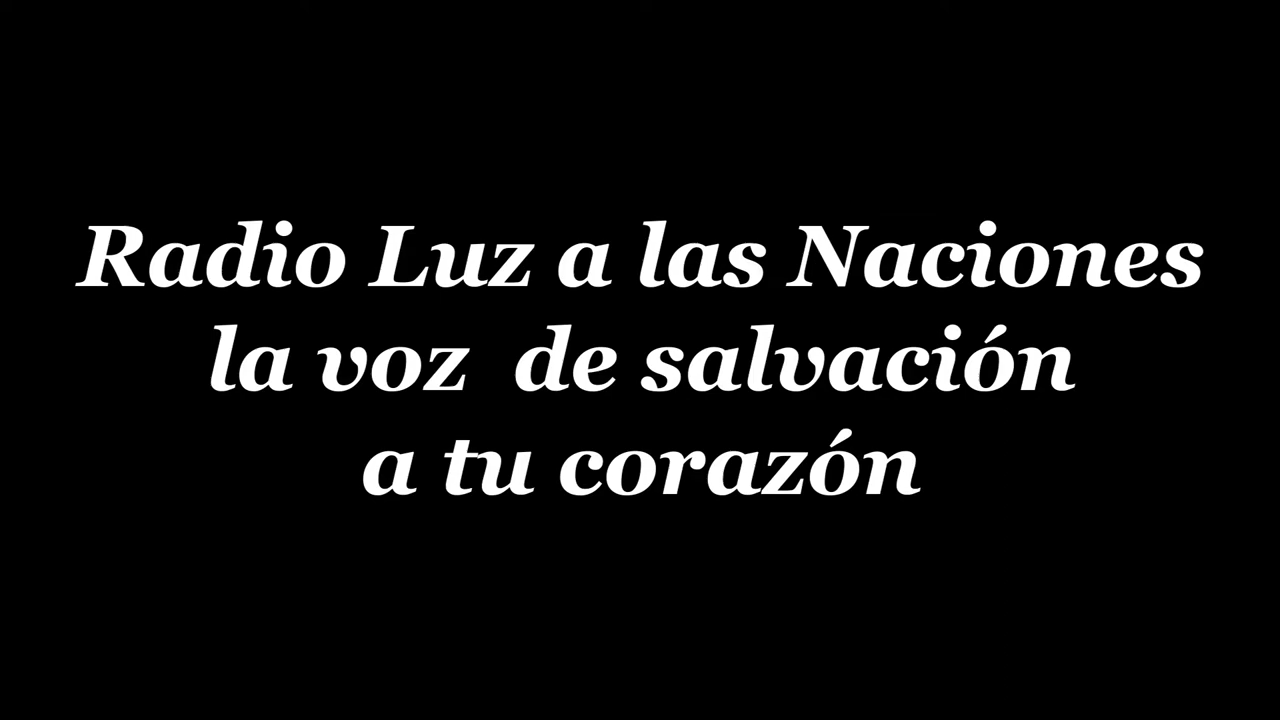 Radio Luz a las Naciones
la voz  de salvación
a tu corazón